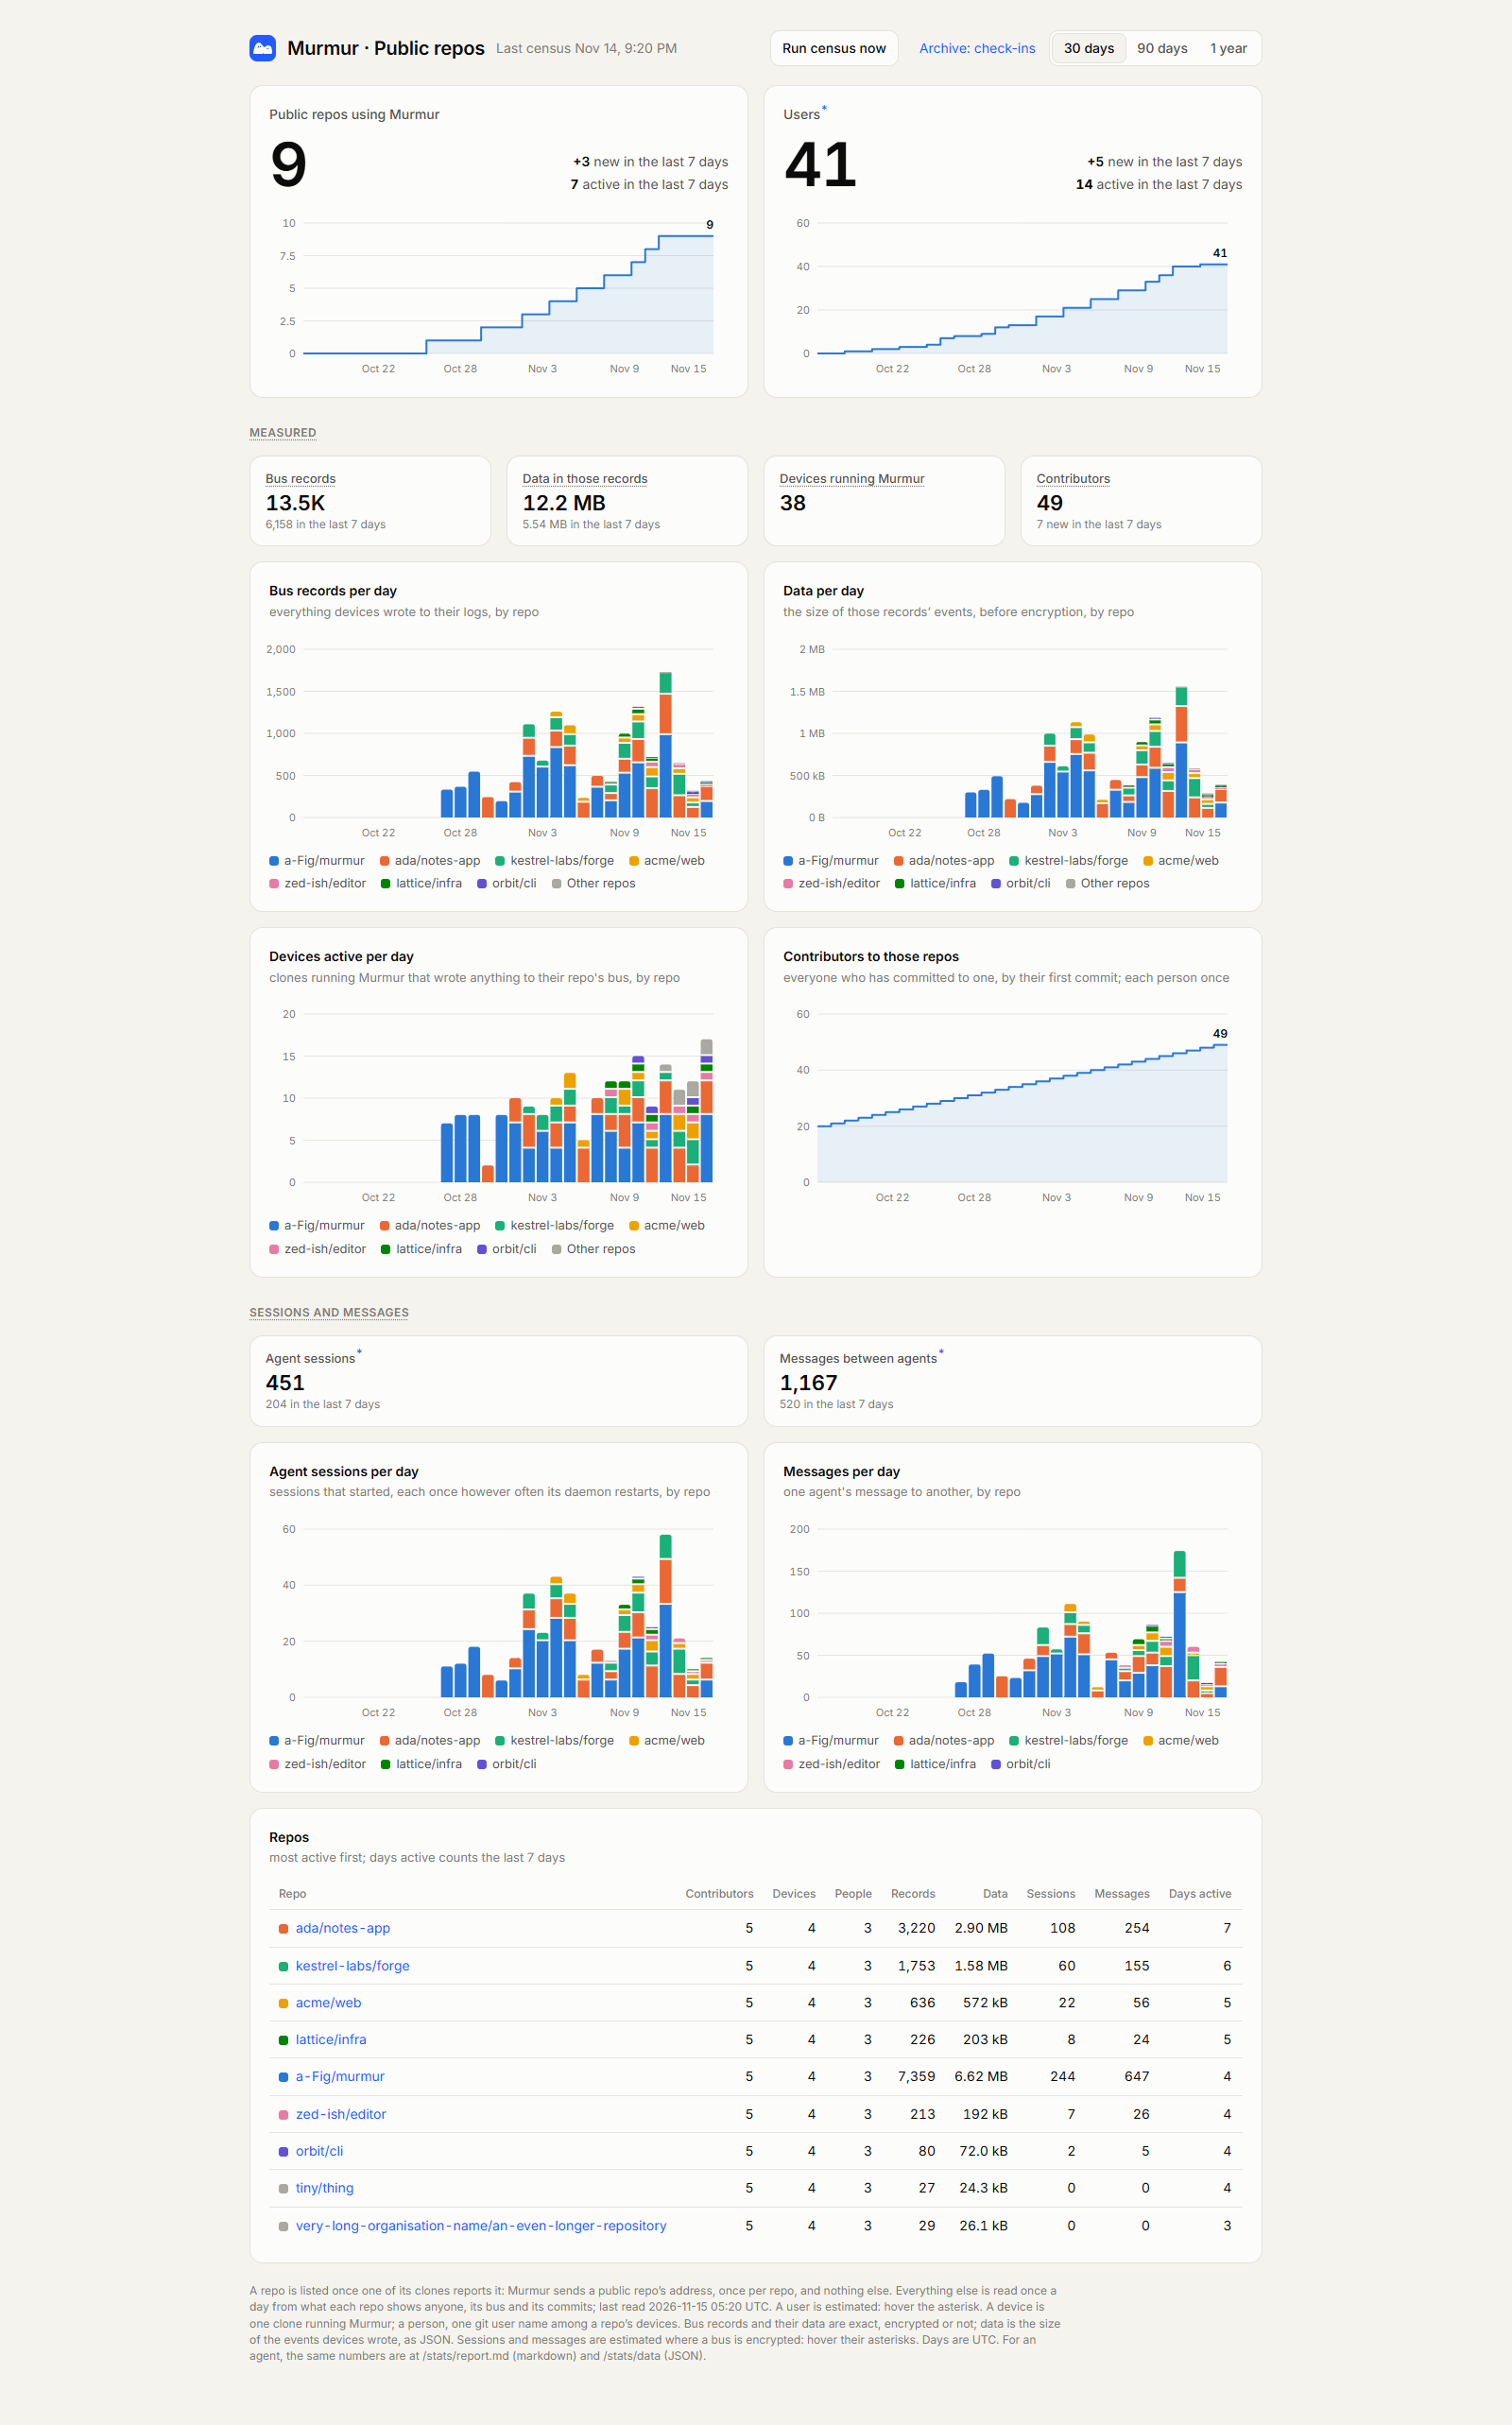 Murmur · Public repos Last census Nov 14, 9:20 PM Run census now Archive: check-ins 30 days 90 days 1 year
Public repos using Murmur
9
+3 new in the last 7 days
7 active in the last 7 days
10
7.5
5
2.5
0
9
Oct 22 Oct 28 Nov 3 Nov 9 Nov 15
Users*
41
+5 new in the last 7 days
14 active in the last 7 days
60
40
20
0
41
Oct 22 Oct 28 Nov 3 Nov 9 Nov 15
MEASURED
Bus records
13.5K
6,158 in the last 7 days
Data in those records
12.2 MB
5.54 MB in the last 7 days
Devices running Murmur
38
Contributors
49
7 new in the last 7 days
Bus records per day
everything devices wrote to their logs, by repo
2,000
1,500
1,000
500
0
Oct 22 Oct 28 Nov 3 Nov 9 Nov 15
a-Fig/murmur ada/notes-app kestrel-labs/forge acme/web
zed-ish/editor lattice/infra orbit/cli Other repos
Data per day
the size of those records’ events, before encryption, by repo
2 MB
1.5 MB
1 MB
500 kB
0 B
Oct 22 Oct 28 Nov 3 Nov 9 Nov 15
a-Fig/murmur ada/notes-app kestrel-labs/forge acme/web
zed-ish/editor lattice/infra orbit/cli Other repos
Devices active per day
clones running Murmur that wrote anything to their repo's bus, by repo
20
15
10
5
0
Oct 22 Oct 28 Nov 3 Nov 9 Nov 15
a-Fig/murmur ada/notes-app kestrel-labs/forge acme/web
zed-ish/editor lattice/infra orbit/cli Other repos
Contributors to those repos
everyone who has committed to one, by their first commit; each person once
60
40
20
0
49
Oct 22 Oct 28 Nov 3 Nov 9 Nov 15
SESSIONS AND MESSAGES
Agent sessions*
451
204 in the last 7 days
Messages between agents*
1,167
520 in the last 7 days
Agent sessions per day
sessions that started, each once however often its daemon restarts, by repo
60
40
20
0
Oct 22 Oct 28 Nov 3 Nov 9 Nov 15
a-Fig/murmur ada/notes-app kestrel-labs/forge acme/web
zed-ish/editor lattice/infra orbit/cli
Messages per day
one agent's message to another, by repo
200
150
100
50
0
Oct 22 Oct 28 Nov 3 Nov 9 Nov 15
a-Fig/murmur ada/notes-app kestrel-labs/forge acme/web
zed-ish/editor lattice/infra orbit/cli
Repos
most active first; days active counts the last 7 days
Repo Contributors Devices People Records Data Sessions Messages Days active
ada/notes-app 5 4 3 3,220 2.90 MB 108 254 7
kestrel-labs/forge 5 4 3 1,753 1.58 MB 60 155 6
acme/web 5 4 3 636 572 kB 22 56 5
lattice/infra 5 4 3 226 203 kB 8 24 5
a-Fig/murmur 5 4 3 7,359 6.62 MB 244 647 4
zed-ish/editor 5 4 3 213 192 kB 7 26 4
orbit/cli 5 4 3 80 72.0 kB 2 5 4
tiny/thing 5 4 3 27 24.3 kB 0 0 4
very-long-organisation-name/an-even-longer-repository 5 4 3 29 26.1 kB 0 0 3
A repo is listed once one of its clones reports it: Murmur sends a public repo’s address, once per repo, and nothing else. Everything else is read once a
day from what each repo shows anyone, its bus and its commits; last read 2026-11-15 05:20 UTC. A user is estimated: hover the asterisk. A device is
one clone running Murmur; a person, one git user name among a repo’s devices. Bus records and their data are exact, encrypted or not; data is the size
of the events devices wrote, as JSON. Sessions and messages are estimated where a bus is encrypted: hover their asterisks. Days are UTC. For an
agent, the same numbers are at /stats/report.md (markdown) and /stats/data (JSON).